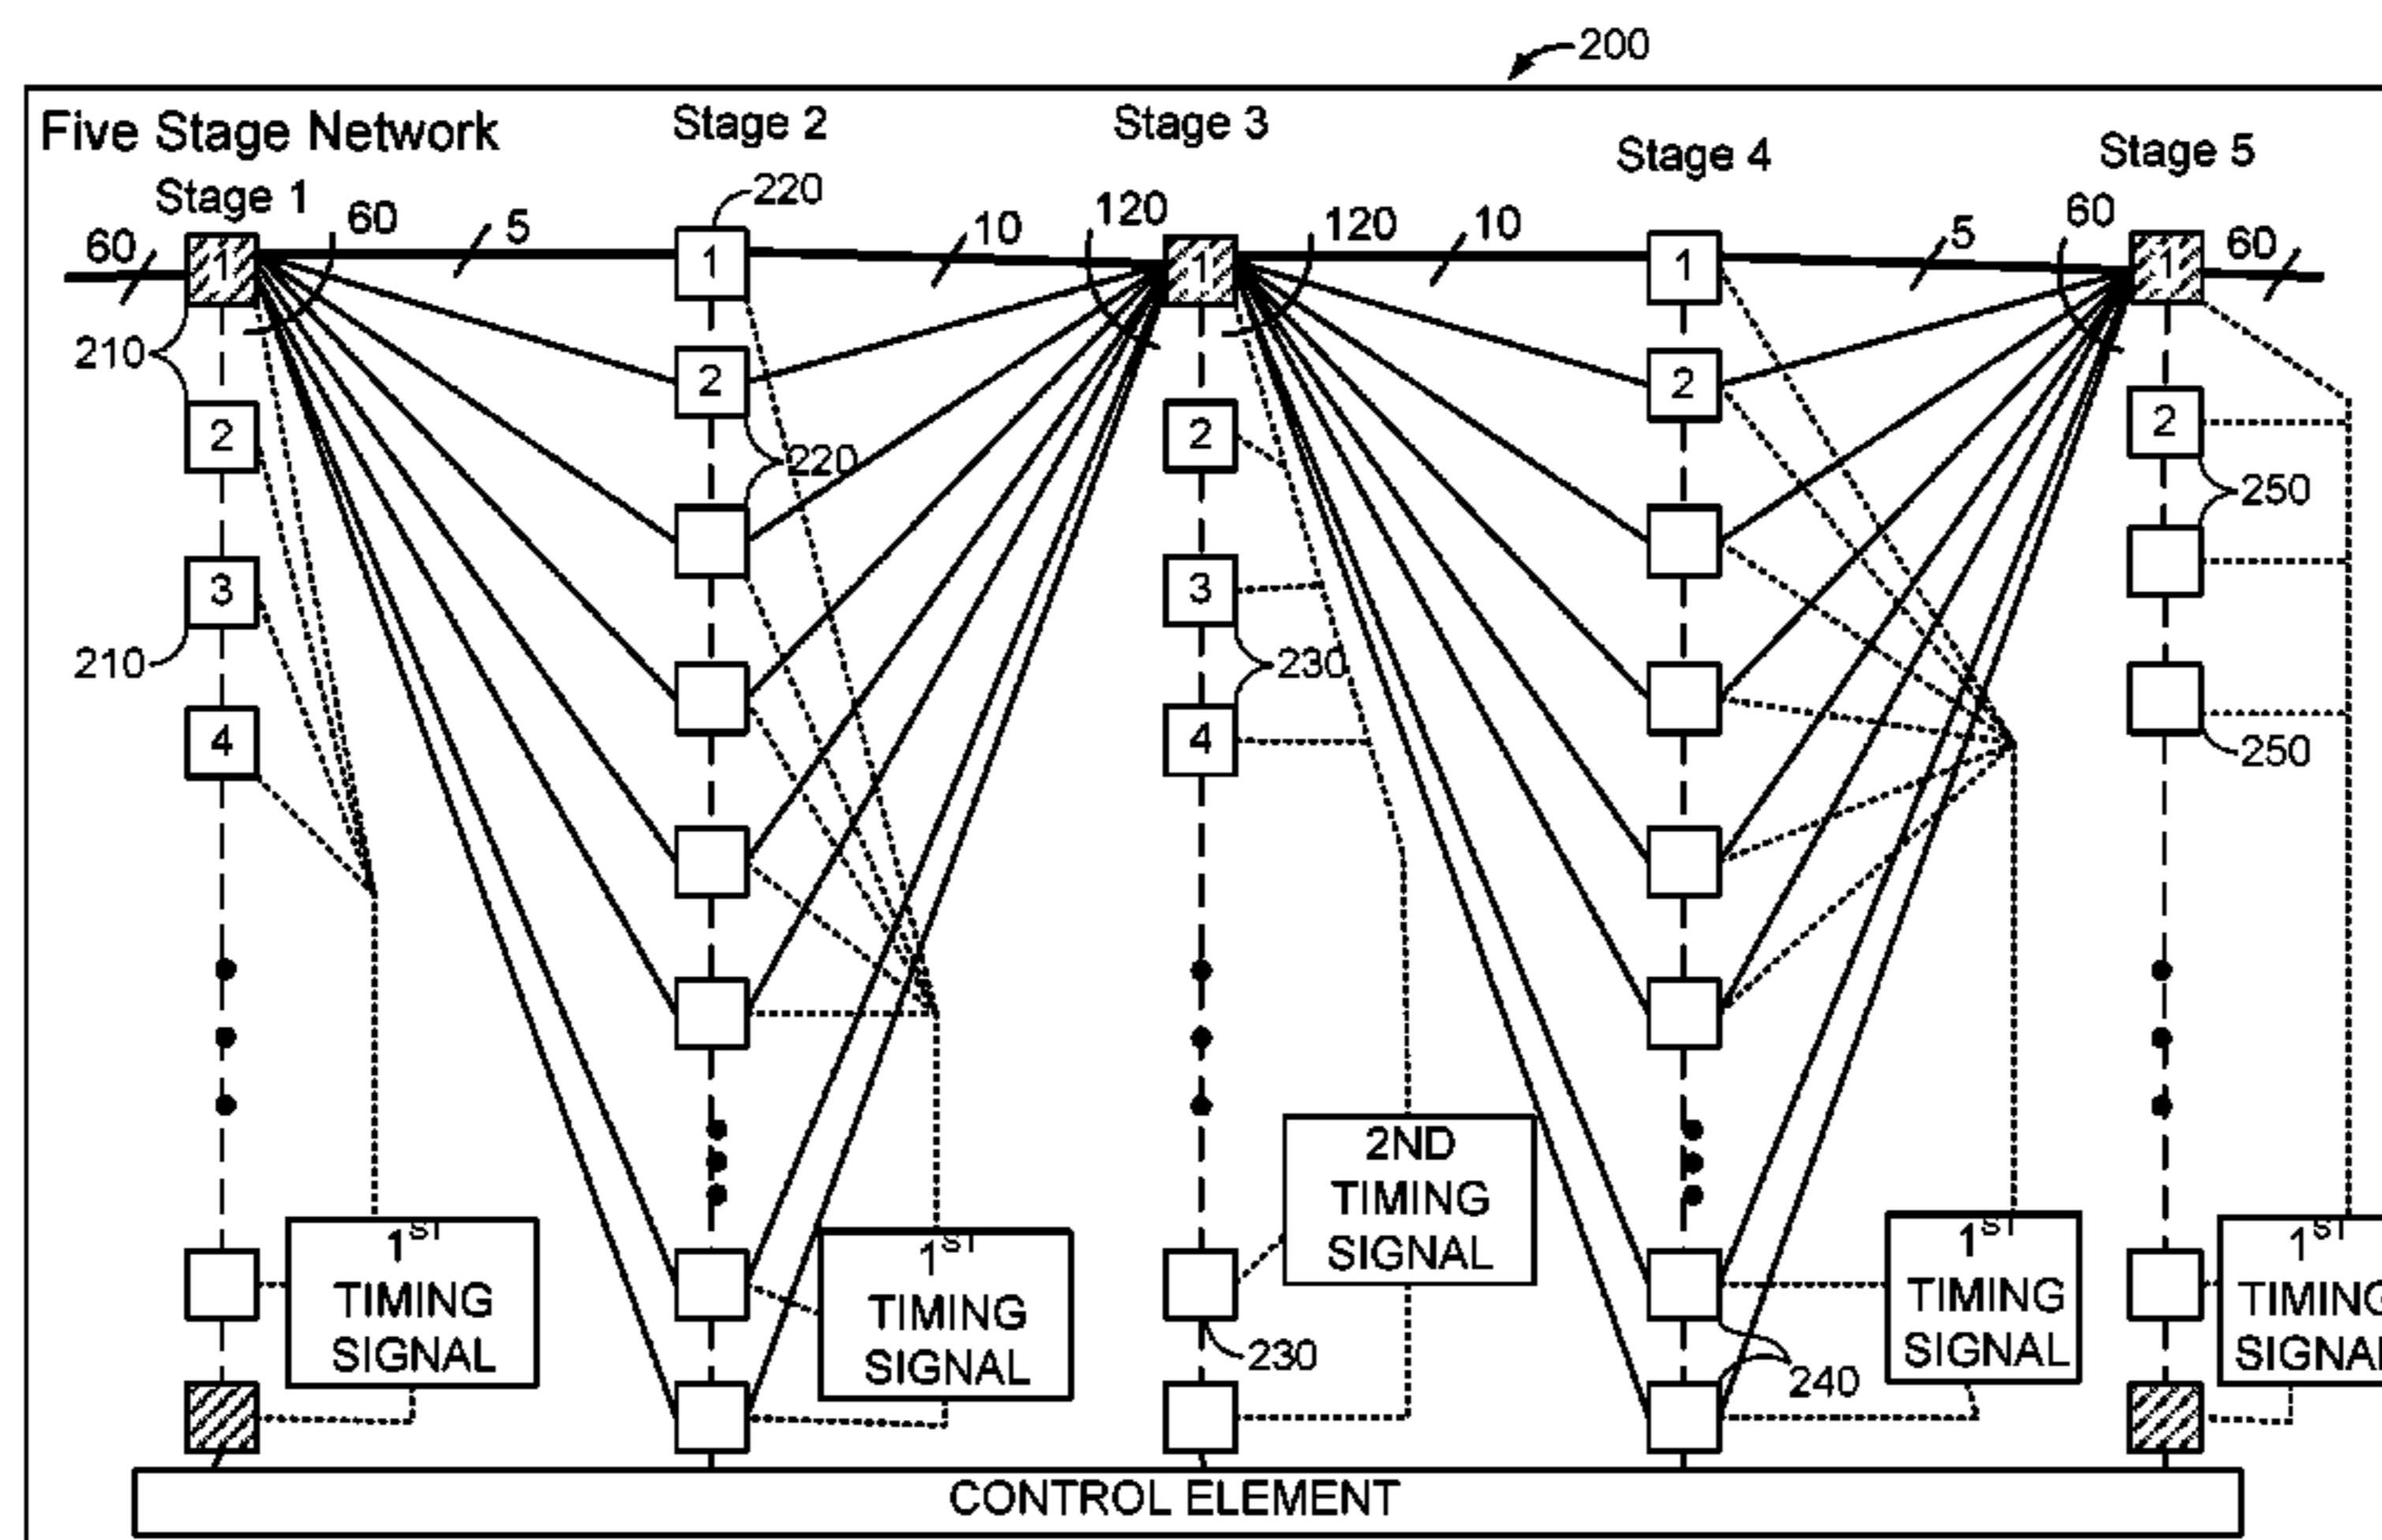 200
Five Stage Network
Stage 1
Stage 2
Stage 3
Stage 4
Stage 5
60
1
60
5
220
1
10
120
1
120
10
1
5
60
1
60
210
2
2
2
2
2
220
250
3
3
210
230
4
4
250
1ST
TIMING
SIGNAL
1ST
TIMING
SIGNAL
2ND
TIMING
SIGNAL
230
1ST
TIMING
SIGNAL
240
1ST
TIMING
SIGNAL
CONTROL ELEMENT